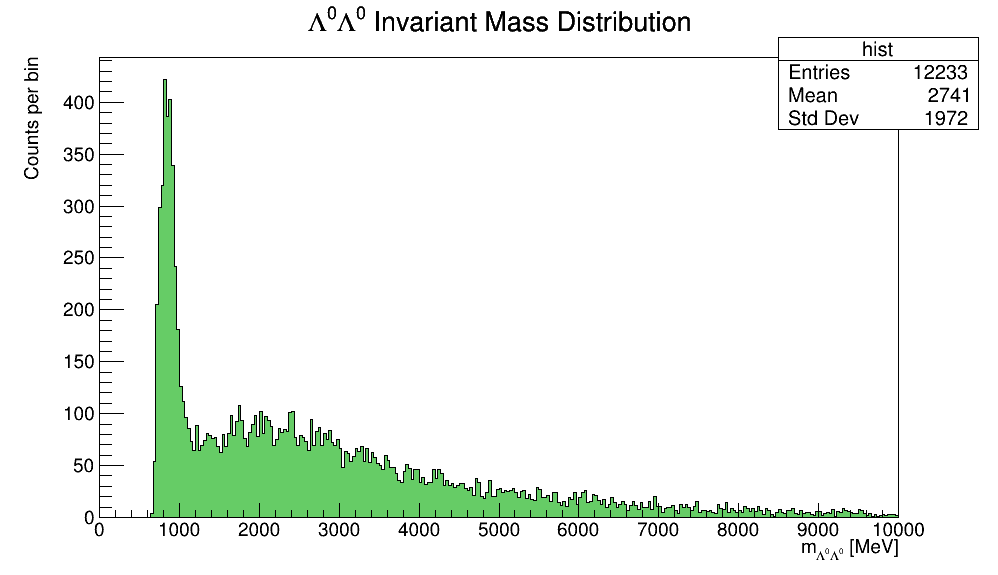 Λ⁰Λ⁰ Invariant Mass Distribution
hist
Entries 12233
Mean 2741
Std Dev 1972
Counts per bin
400
350
300
250
200
150
100
50
0
0 1000 2000 3000 4000 5000 6000 7000 8000 9000 10000
m_Λ⁰Λ⁰ [MeV]